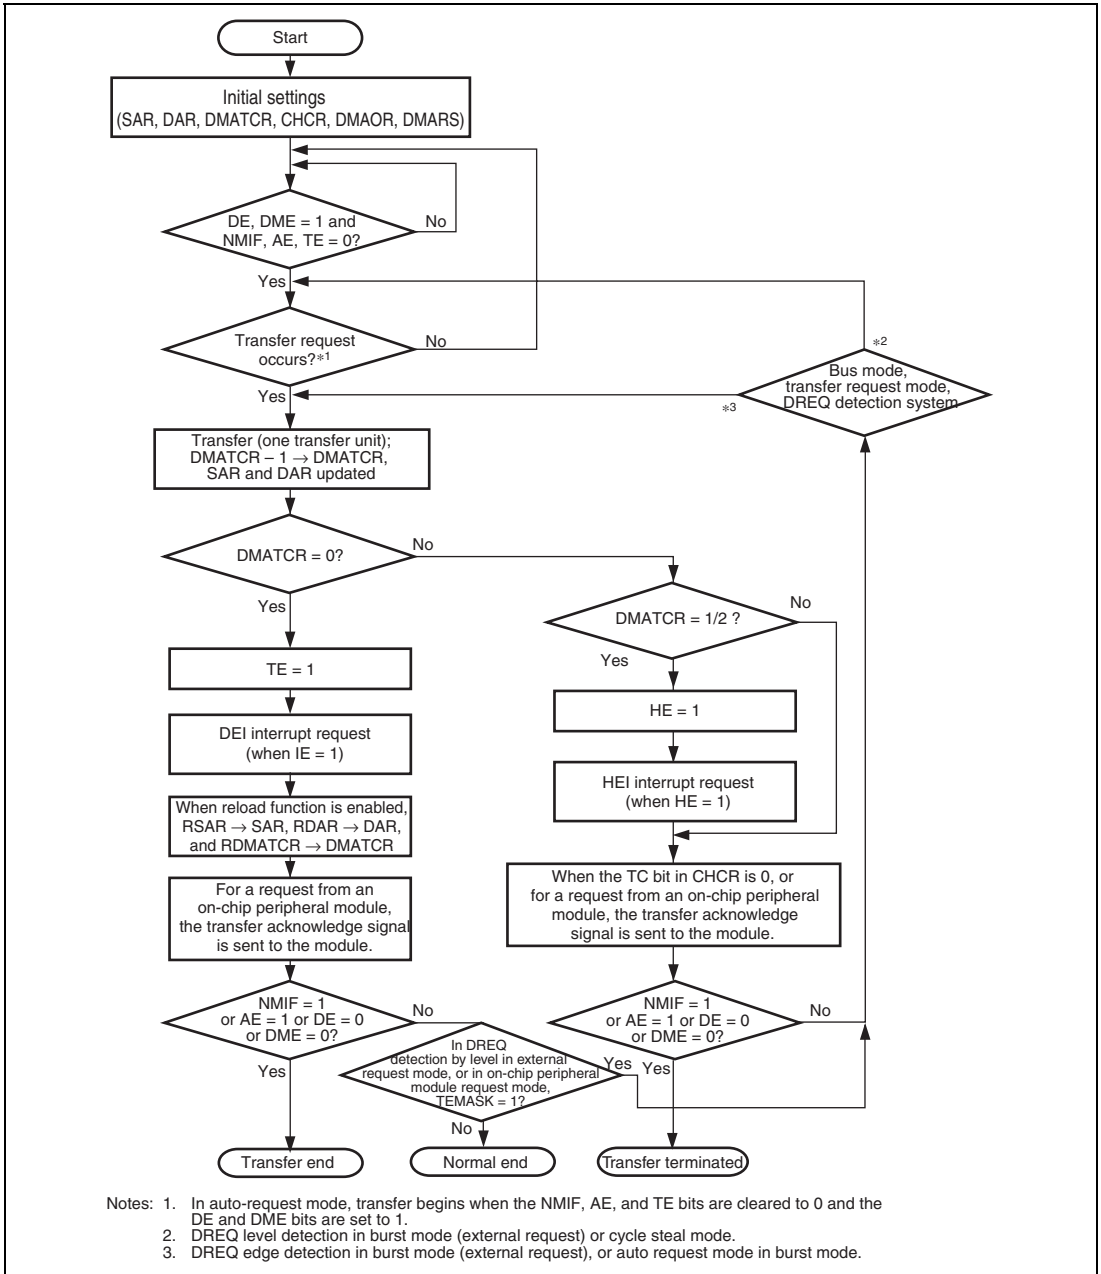 Start
Initial settings
(SAR, DAR, DMATCR, CHCR, DMAOR, DMARS)
DE, DME = 1 and
NMIF, AE, TE = 0?
No
Yes
Transfer request
occurs?*1
No
Yes
*2
Bus mode,
transfer request mode,
DREQ detection system
*3
Transfer (one transfer unit);
DMATCR – 1 → DMATCR,
SAR and DAR updated
DMATCR = 0?
No
Yes
DMATCR = 1/2 ?
No
Yes
TE = 1
HE = 1
DEI interrupt request
(when IE = 1)
HEI interrupt request
(when HE = 1)
When reload function is enabled,
RSAR → SAR, RDAR → DAR,
and RDMATCR → DMATCR
For a request from an
on-chip peripheral module,
the transfer acknowledge signal
is sent to the module.
When the TC bit in CHCR is 0, or
for a request from an on-chip peripheral
module, the transfer acknowledge
signal is sent to the module.
NMIF = 1
or AE = 1 or DE = 0
or DME = 0?
No
Yes
In DREQ
detection by level in external
request mode, or in on-chip peripheral
module request mode,
TEMASK = 1?
Yes
No
NMIF = 1
or AE = 1 or DE = 0
or DME = 0?
No
Yes
Transfer end
Normal end
Transfer terminated
Notes: 1. In auto-request mode, transfer begins when the NMIF, AE, and TE bits are cleared to 0 and the
DE and DME bits are set to 1.
2. DREQ level detection in burst mode (external request) or cycle steal mode.
3. DREQ edge detection in burst mode (external request), or auto request mode in burst mode.